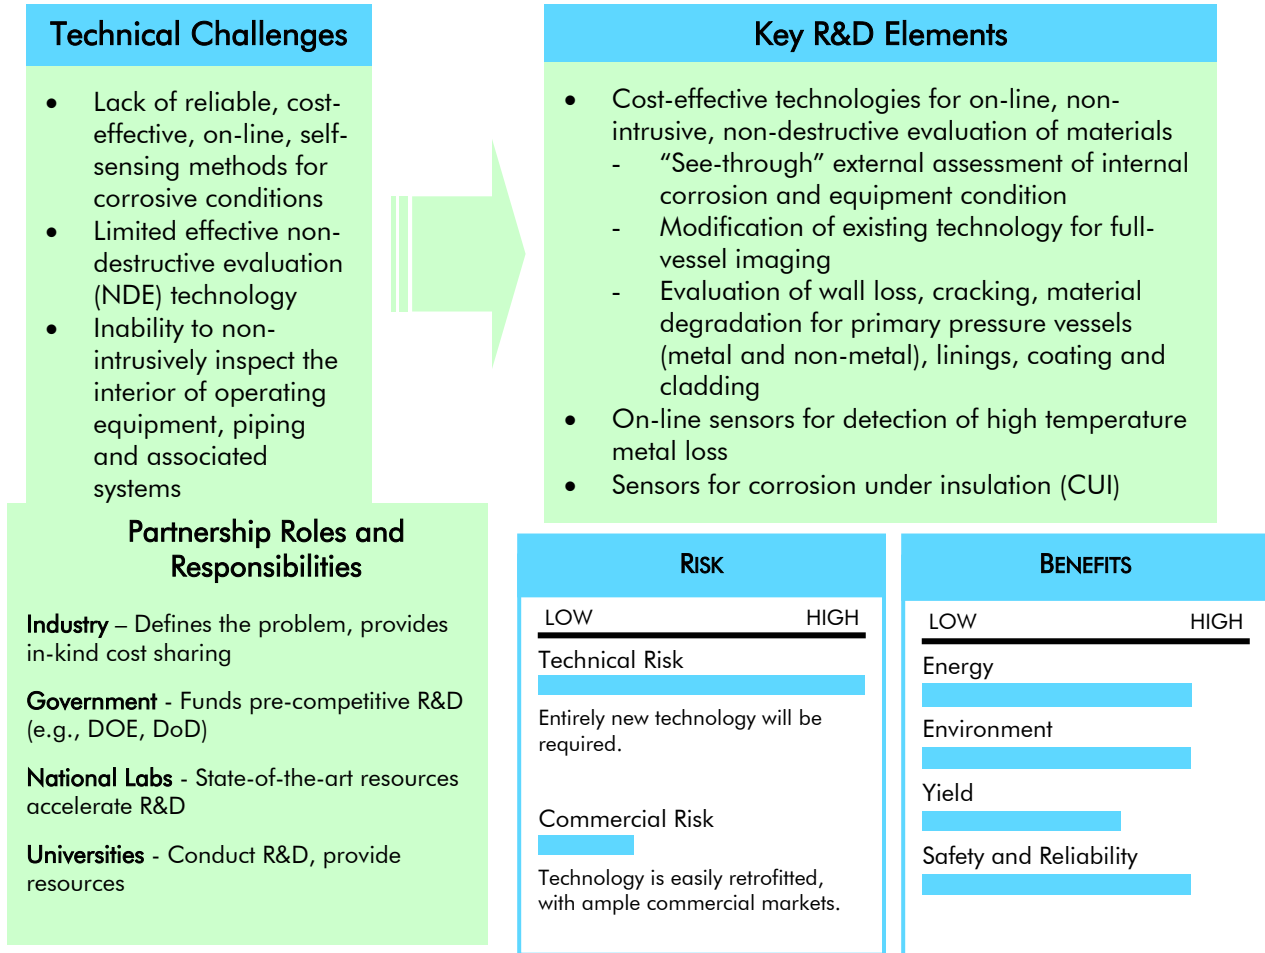 Technical Challenges
• Lack of reliable, cost-
effective, on-line, self-
sensing methods for
corrosive conditions
• Limited effective non-
destructive evaluation
(NDE) technology
• Inability to non-
intrusively inspect the
interior of operating
equipment, piping
and associated
systems
Key R&D Elements
• Cost-effective technologies for on-line, non-
intrusive, non-destructive evaluation of materials
- “See-through” external assessment of internal
corrosion and equipment condition
- Modification of existing technology for full-
vessel imaging
- Evaluation of wall loss, cracking, material
degradation for primary pressure vessels
(metal and non-metal), linings, coating and
cladding
• On-line sensors for detection of high temperature
metal loss
• Sensors for corrosion under insulation (CUI)
Partnership Roles and
Responsibilities
Industry – Defines the problem, provides
in-kind cost sharing
Government - Funds pre-competitive R&D
(e.g., DOE, DoD)
National Labs - State-of-the-art resources
accelerate R&D
Universities - Conduct R&D, provide
resources
RISK
LOW HIGH
Technical Risk
Entirely new technology will be
required.
Commercial Risk
Technology is easily retrofitted,
with ample commercial markets.
BENEFITS
LOW HIGH
Energy
Environment
Yield
Safety and Reliability